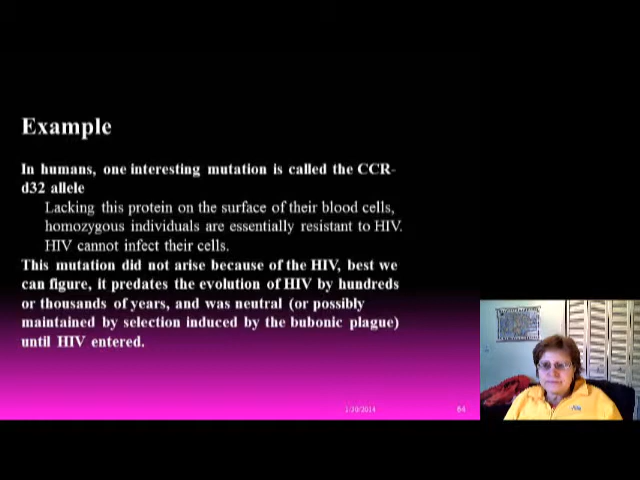 Example
In humans, one interesting mutation is called the CCR-
d32 allele
Lacking this protein on the surface of their blood cells,
homozygous individuals are essentially resistant to HIV.
HIV cannot infect their cells.
This mutation did not arise because of the HIV, best we
can figure, it predates the evolution of HIV by hundreds
or thousands of years, and was neutral (or possibly
maintained by selection induced by the bubonic plague)
until HIV entered.
1/20/2014
64